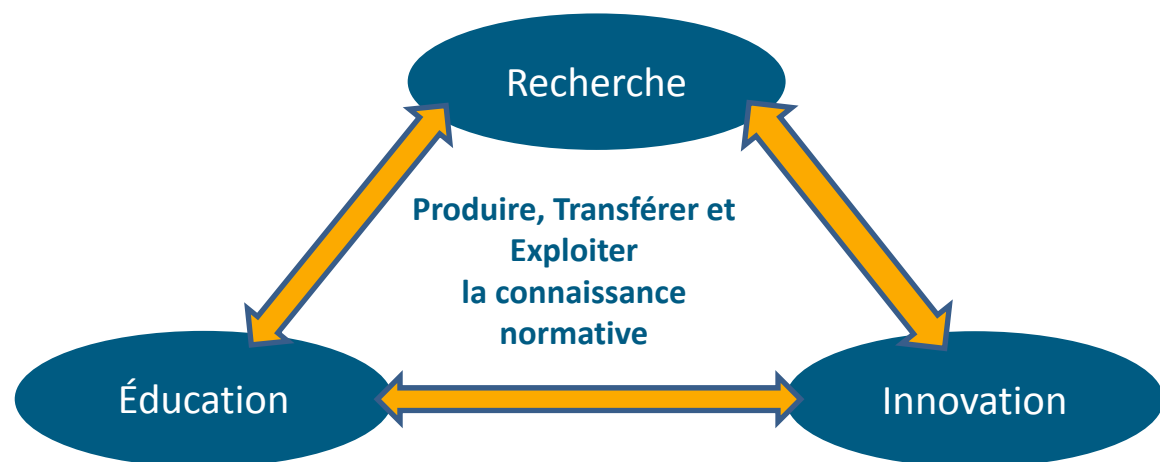 Recherche
Produire, Transférer et
Exploiter
la connaissance
normative
Éducation
Innovation